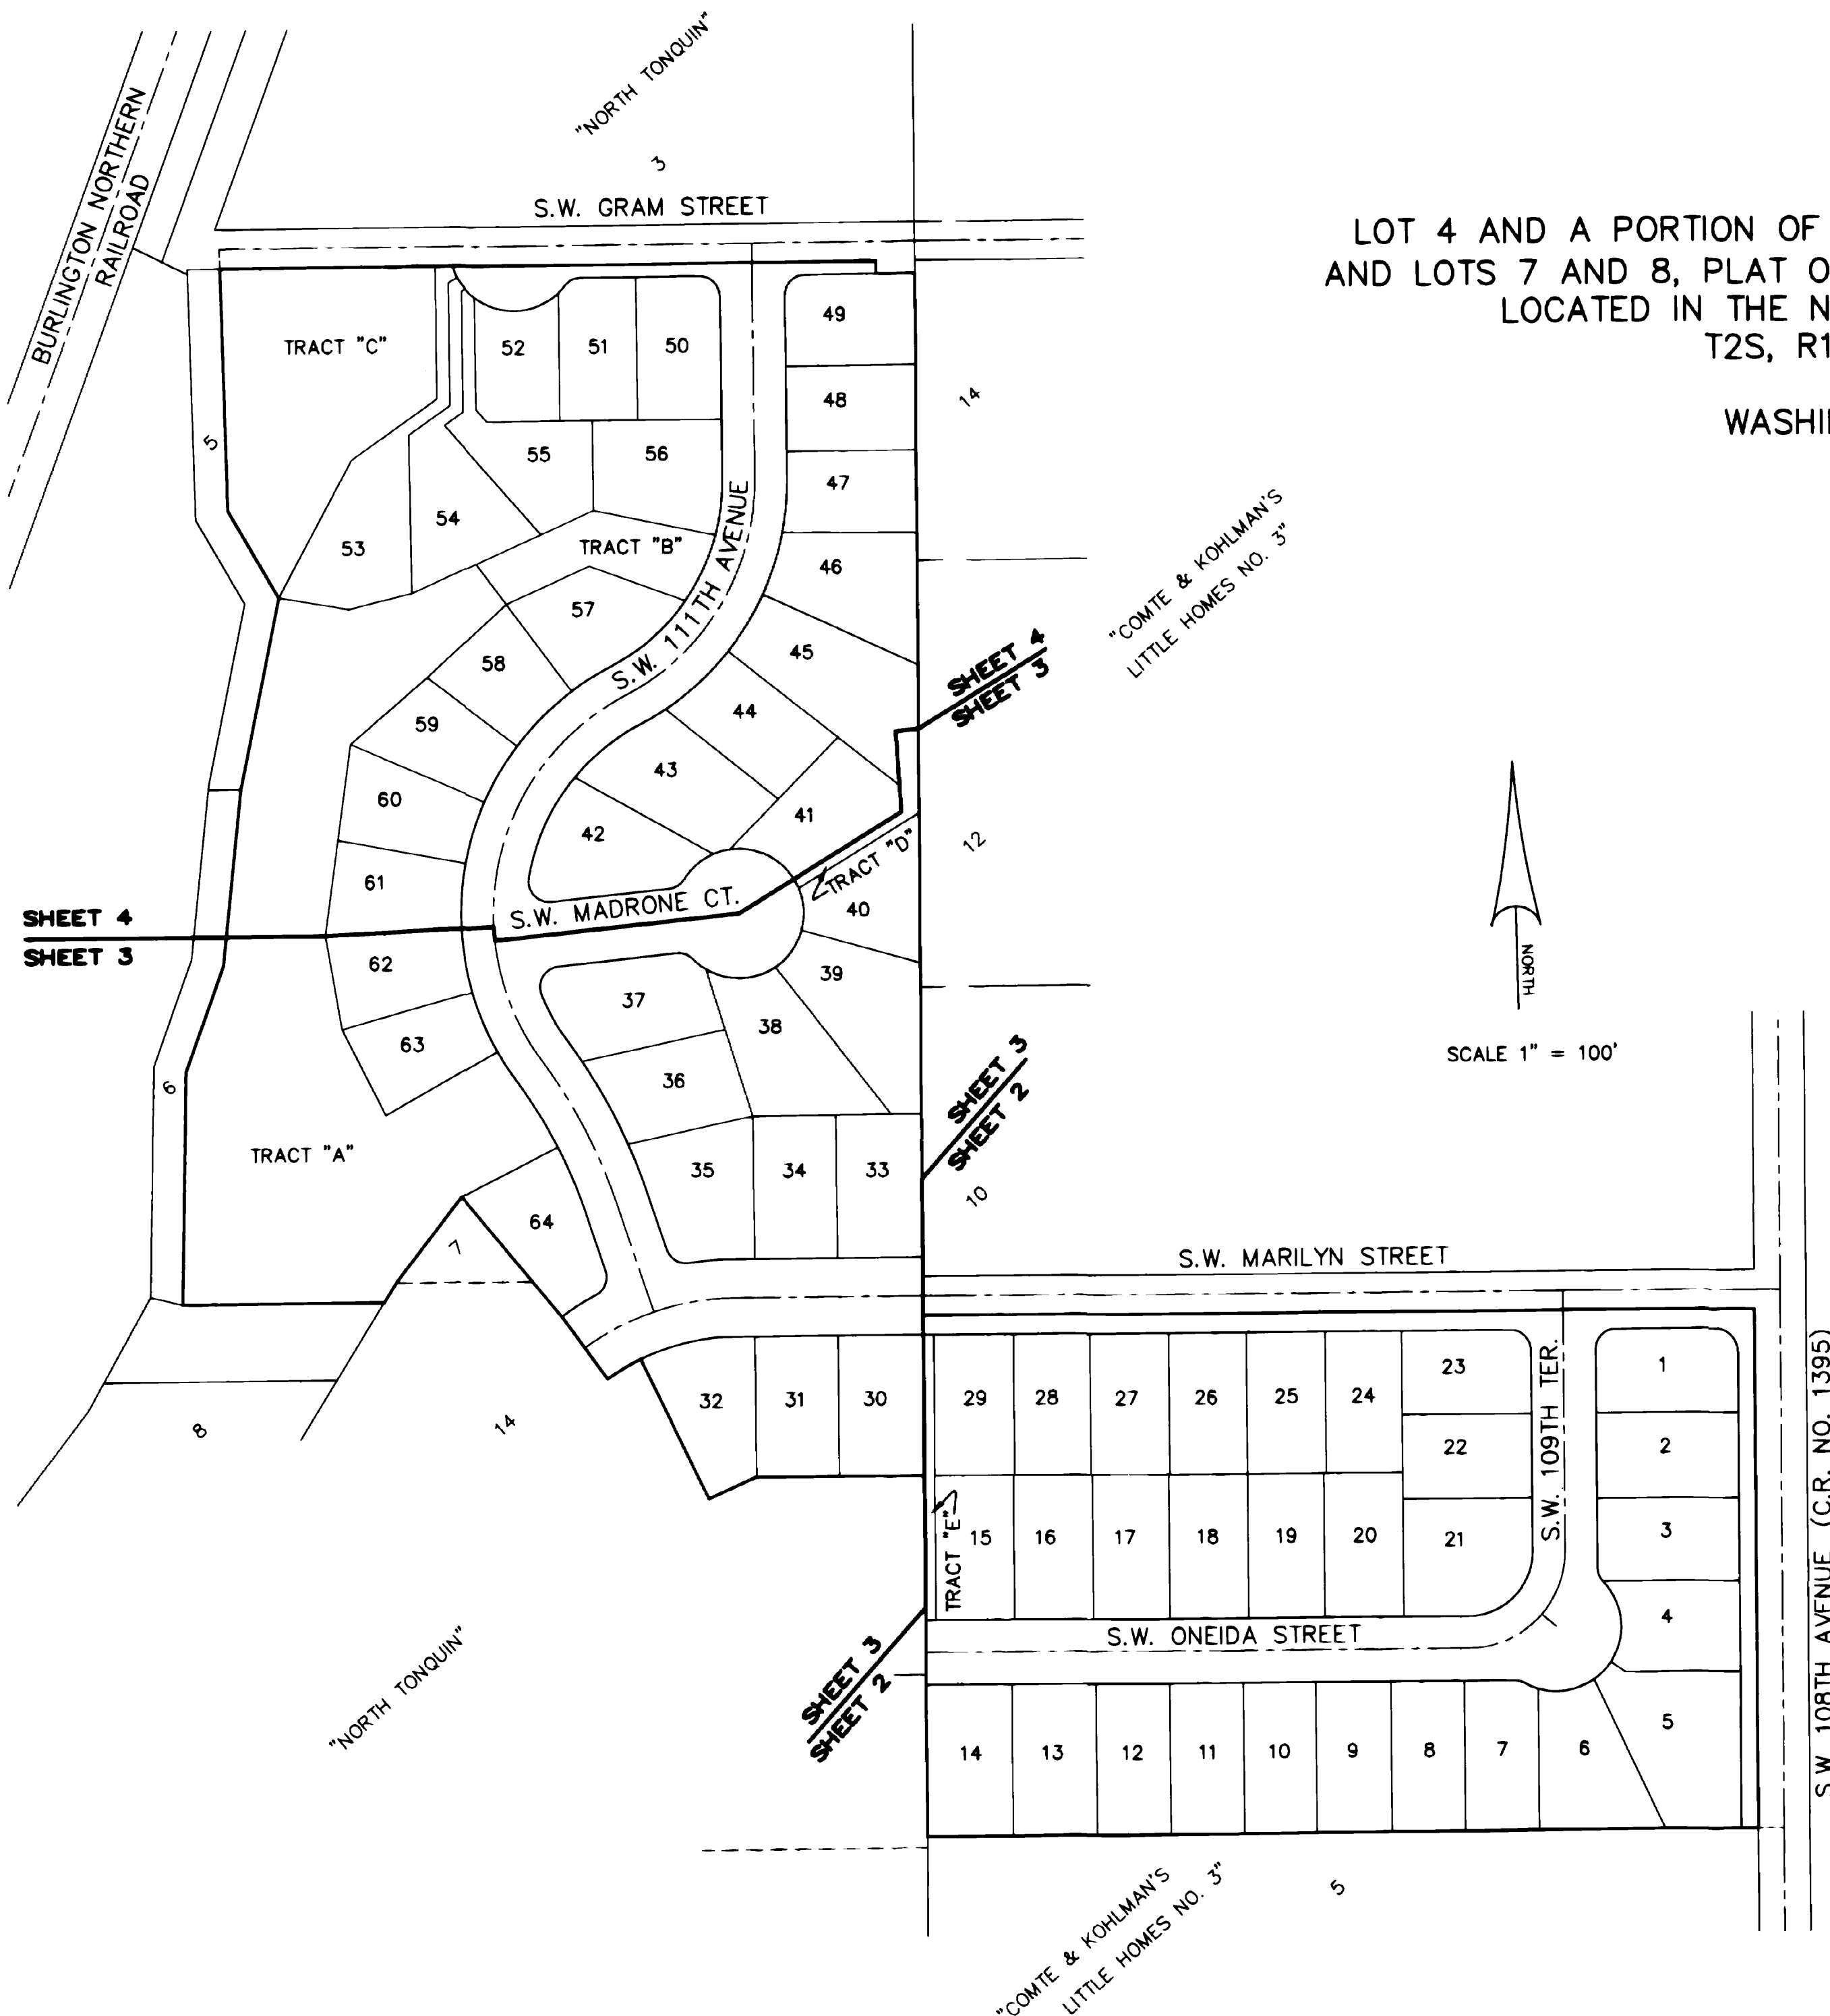 "NORTH TONQUIN"
3
BURLINGTON NORTHERN
RAILROAD
S.W. GRAM STREET
LOT 4 AND A PORTION OF
AND LOTS 7 AND 8, PLAT O
LOCATED IN THE N
T2S, R1
WASHI
TRACT "C"
52
51
50
49
48
14
5
55
56
47
54
53
TRACT "B"
46
S.W. 111TH AVENUE
"COMTE & KOHLMAN'S
LITTLE HOMES NO. 3"
57
58
45
SHEET 4
SHEET 3
59
44
43
60
41
42
12
TRACT "D"
61
40
S.W. MADRONE CT.
SHEET 4
SHEET 3
62
39
37
38
63
36
NORTH
SCALE 1" = 100'
SHEET 3
SHEET 2
6
TRACT "A"
35
34
33
10
64
7
S.W. MARILYN STREET
32
31
30
29
28
27
26
25
24
23
1
S.W. 109TH TER.
S.W. 108TH AVENUE (C.R. NO. 1395)
8
14
22
2
TRACT "E"
15
16
17
18
19
20
21
3
4
S.W. ONEIDA STREET
SHEET 3
SHEET 2
"NORTH TONQUIN"
14
13
12
11
10
9
8
7
6
5
5
"COMTE & KOHLMAN'S
LITTLE HOMES NO. 3"